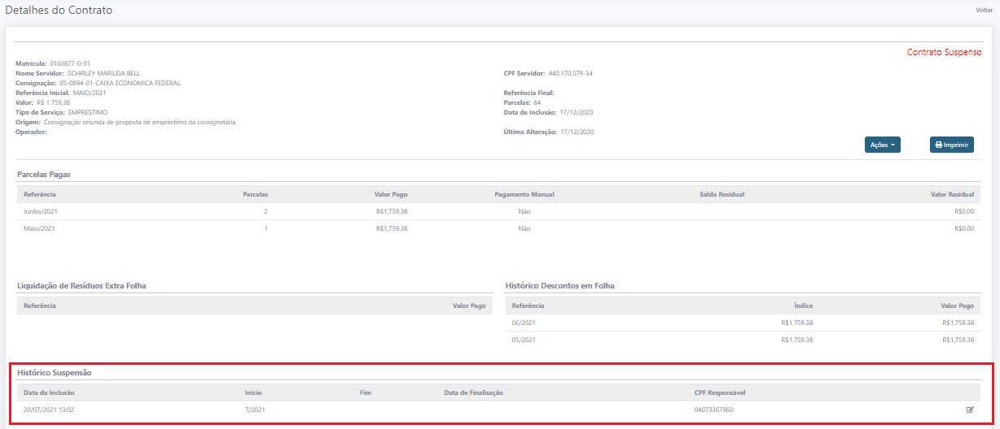 Detalhes do Contrato
Voltar
Contrato Suspenso
Matrícula: 0160877-0-01
Nome Servidor: SCHIRLEY MARILEIA BELL CPF Servidor: 440.170.579-34
Consignação: 05-0894-01-CAIXA ECONOMICA FEDERAL
Referência Inicial: MAIO/2021 Referência Final:
Valor: R$ 1.759,38 Parcelas: 84
Tipo de Serviço: EMPRESTIMO Data de Inclusão: 17/12/2020
Origem: Consignação oriunda de proposta de empréstimo da consignatária
Operador: Última Alteração: 17/12/2020
Ações Imprimir
Parcelas Pagas
Referência Parcelas Valor Pago Pagamento Manual Saldo Residual Valor Residual
Junho/2021 2 R$1,759.38 Não R$0.00
Maio/2021 1 R$1,759.38 Não R$0.00
Liquidação de Resíduos Extra Folha Histórico Descontos em Folha
Referência Valor Pago Referência Índice Valor Pago
06/2021 R$1,759.38 R$1,759.38
05/2021 R$1,759.38 R$1,759.38
Histórico Suspensão
Data da Inclusão Inicio Fim Data de Finalização CPF Responsável
20/07/2021 13:02 7/2021 04073367960